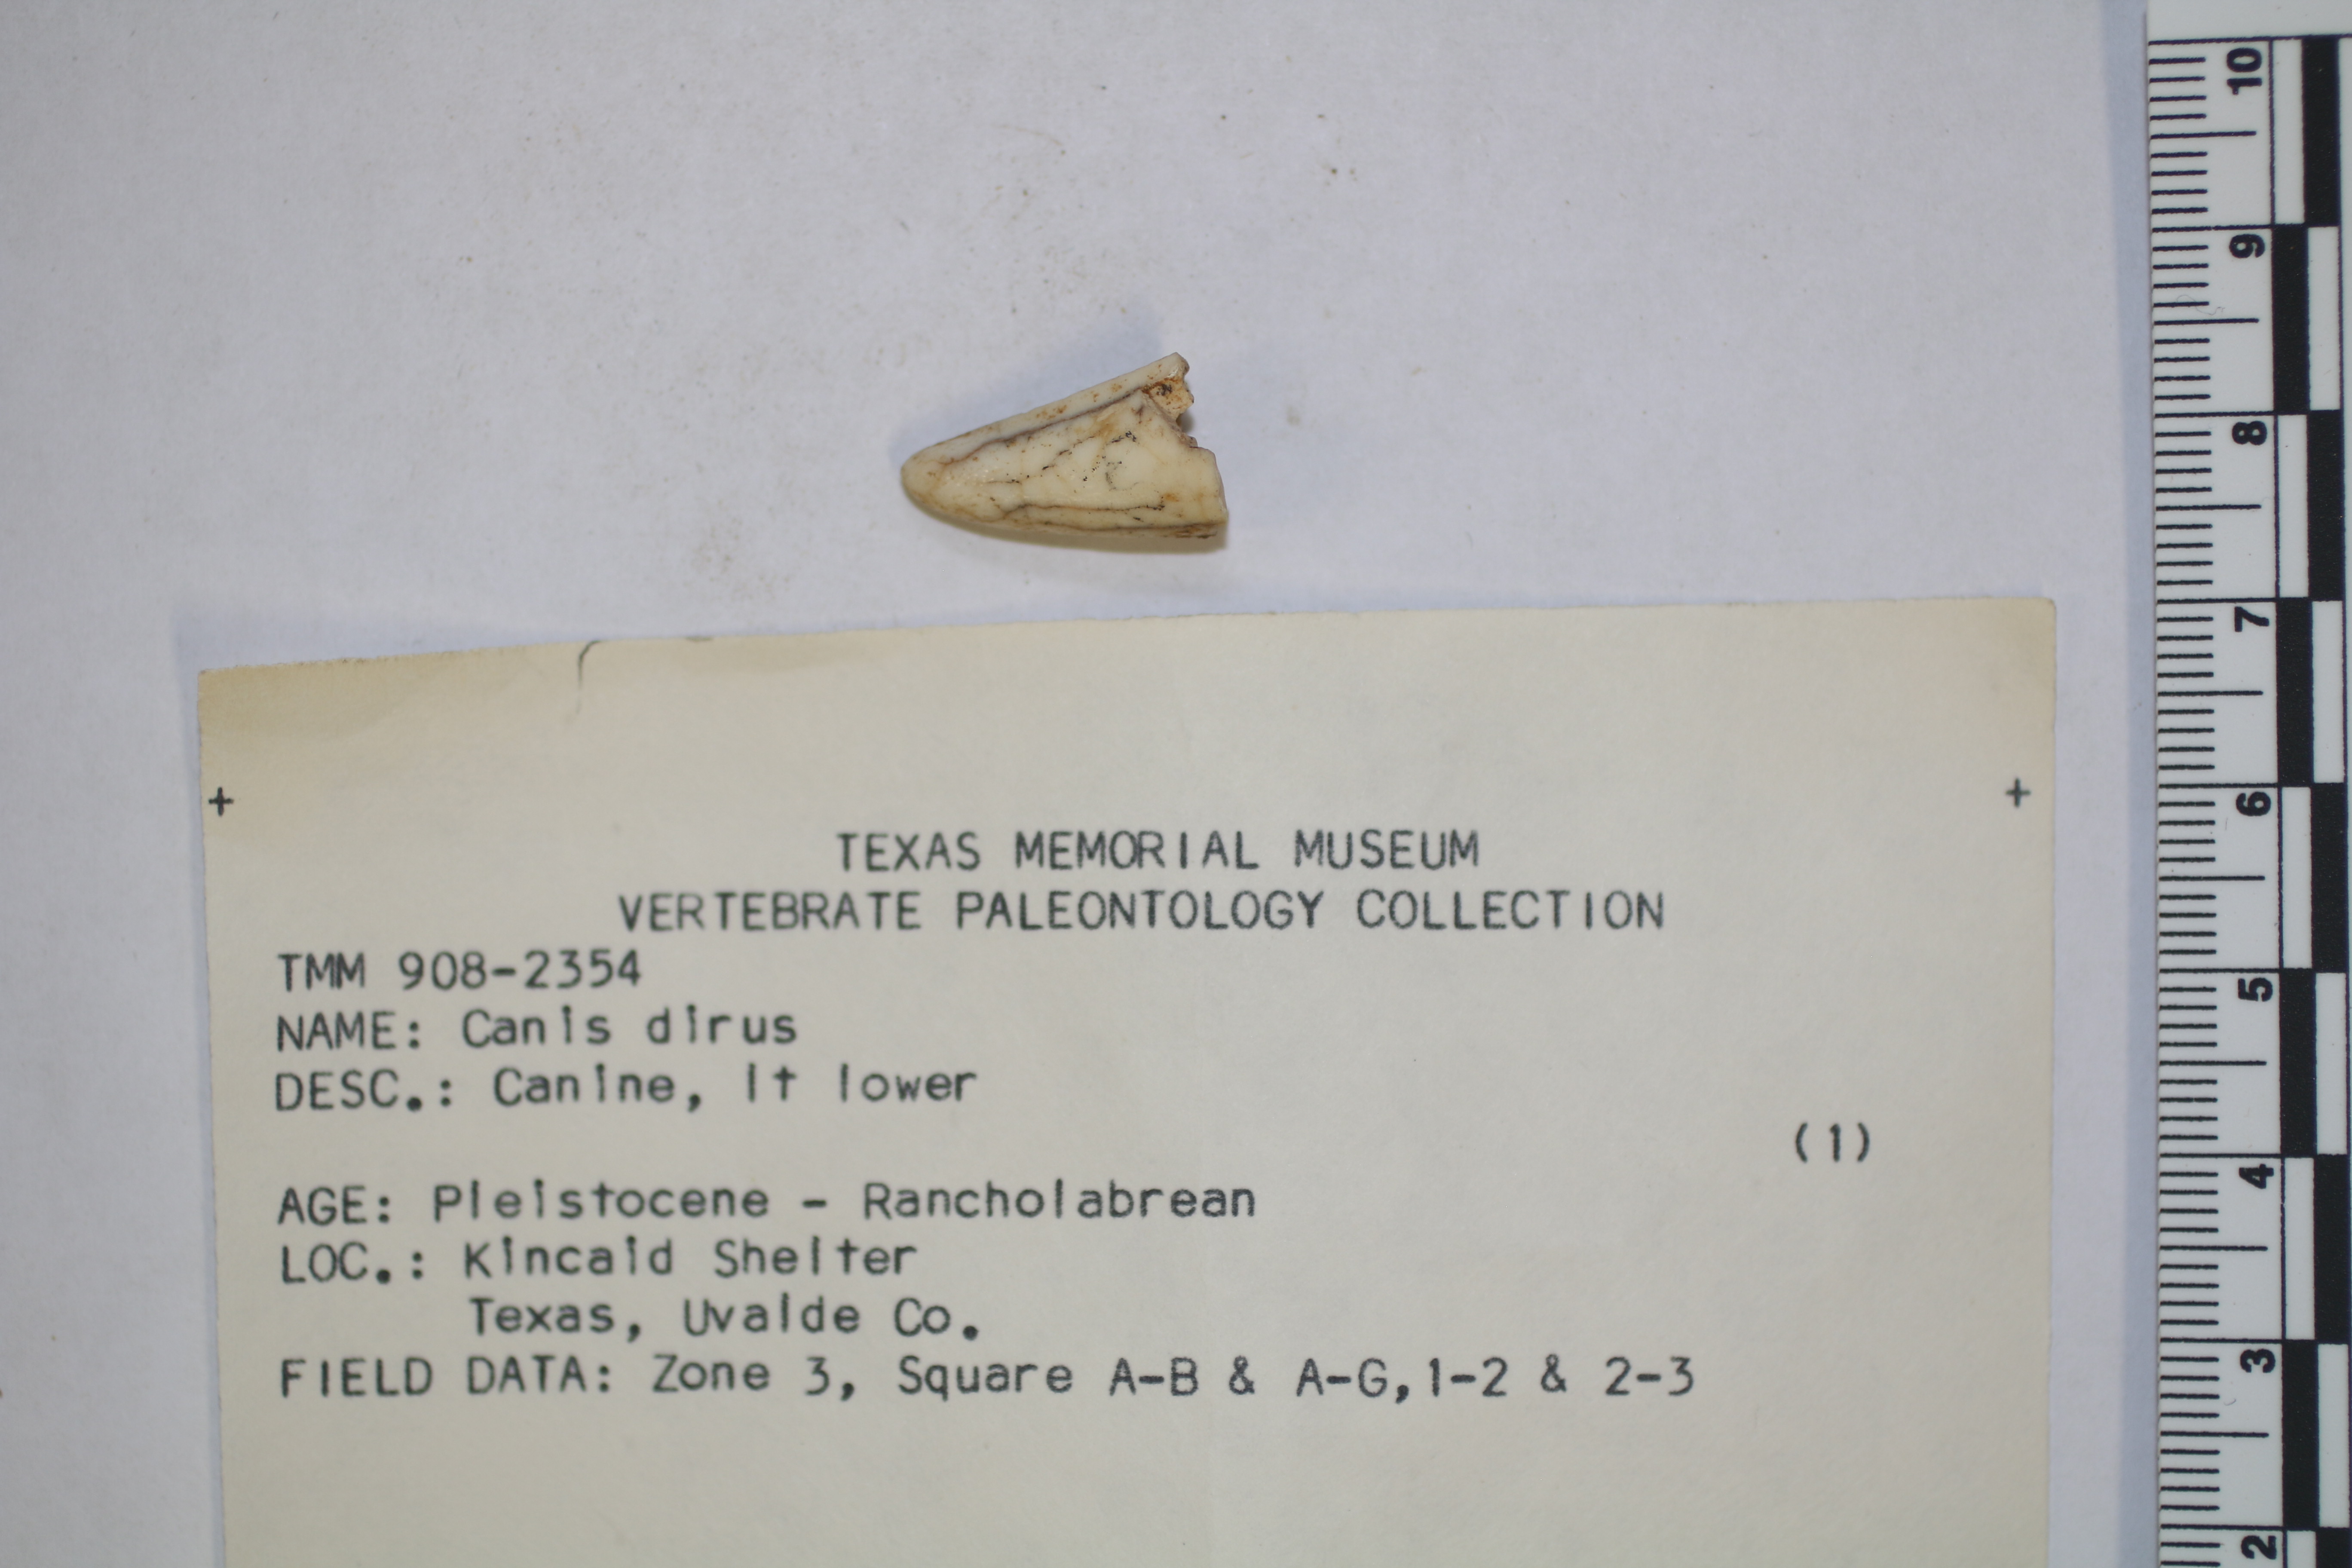 TEXAS MEMORIAL MUSEUM
VERTEBRATE PALEONTOLOGY COLLECTION
TMM 908-2354
NAME: Canis dirus
DESC.: Canine, lt lower
(1)
AGE: Pleistocene - Rancholabrean
LOC.: Kincaid Shelter
Texas, Uvalde Co.
FIELD DATA: Zone 3, Square A-B & A-G,1-2 & 2-3
10
9
8
7
6
5
4
3
2